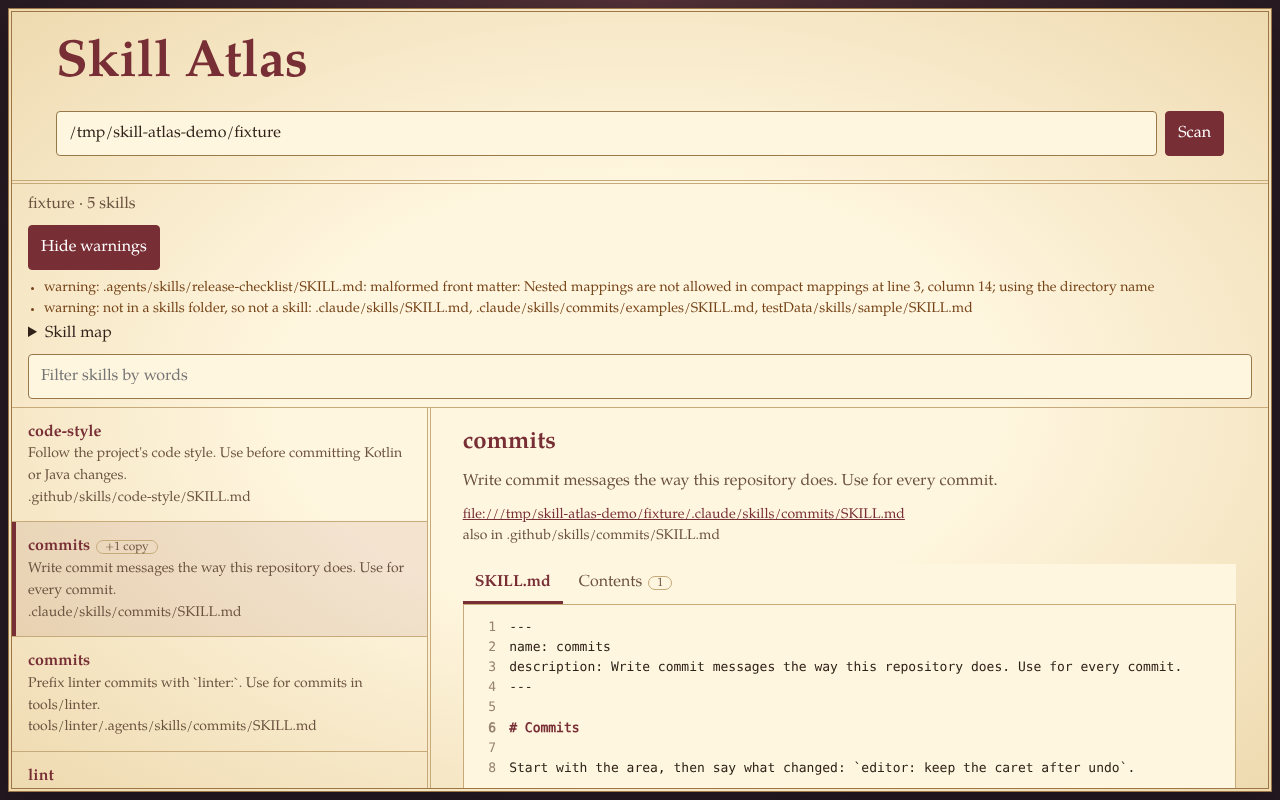 Skill Atlas
/tmp/skill-atlas-demo/fixture
Scan
fixture · 5 skills
Hide warnings
• warning: .agents/skills/release-checklist/SKILL.md: malformed front matter: Nested mappings are not allowed in compact mappings at line 3, column 14; using the directory name
• warning: not in a skills folder, so not a skill: .claude/skills/SKILL.md, .claude/skills/commits/examples/SKILL.md, testData/skills/sample/SKILL.md
Skill map
Filter skills by words
code-style
Follow the project's code style. Use before committing Kotlin
or Java changes.
.github/skills/code-style/SKILL.md
commits +1 copy
Write commit messages the way this repository does. Use for
every commit.
.claude/skills/commits/SKILL.md
commits
Prefix linter commits with `linter:`. Use for commits in
tools/linter.
tools/linter/.agents/skills/commits/SKILL.md
lint
commits
Write commit messages the way this repository does. Use for every commit.
file:///tmp/skill-atlas-demo/fixture/.claude/skills/commits/SKILL.md
also in .github/skills/commits/SKILL.md
SKILL.md Contents 1
1 ---
2 name: commits
3 description: Write commit messages the way this repository does. Use for every commit.
4 ---
5
6 # Commits
7
8 Start with the area, then say what changed: `editor: keep the caret after undo`.